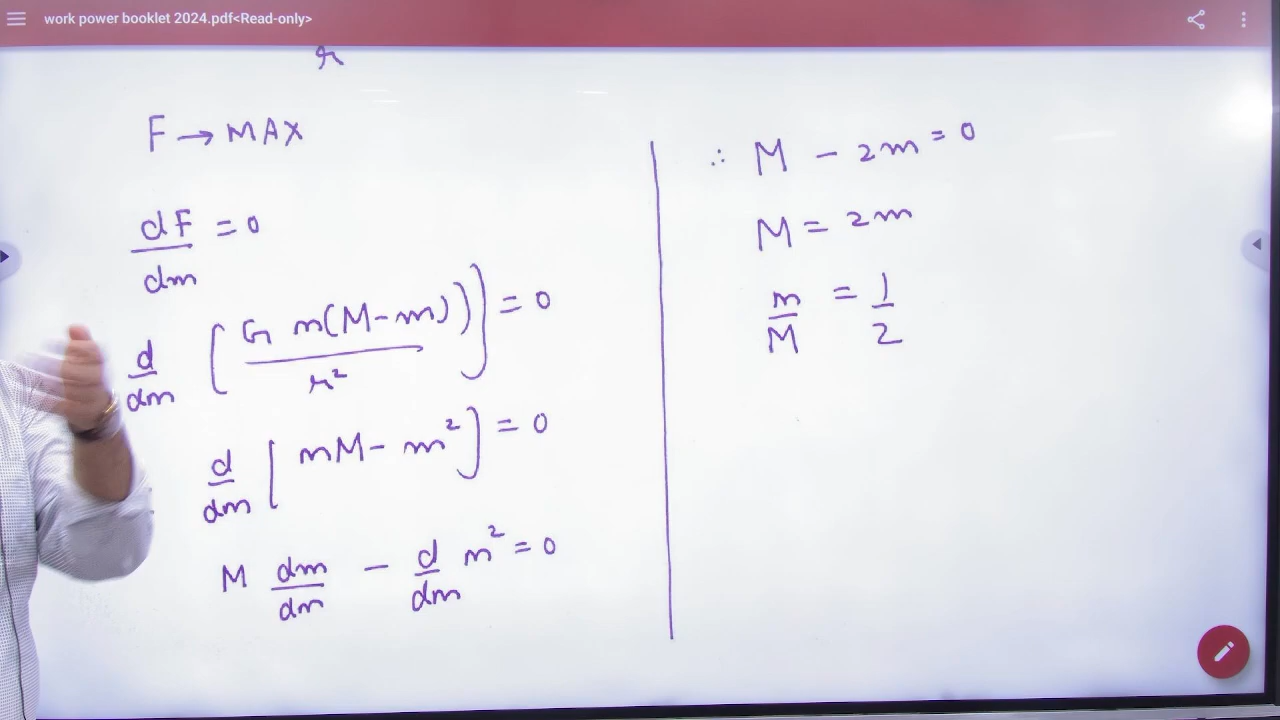 work power booklet 2024.pdf<Read-only>
r
F → MAX
dF/dm = 0
d/dm [G m(M-m))/r²] = 0
d/dm [mM - m²] = 0
M dm/dm - d/dm m² = 0
∴ M - 2m = 0
M = 2m
m/M = 1/2